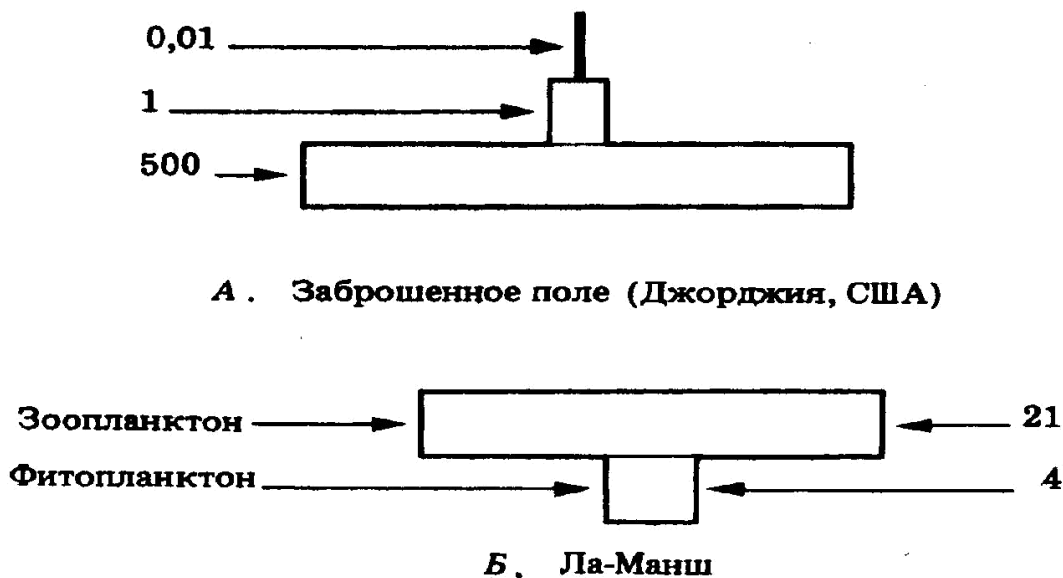 0,01
1
500
А. Заброшенное поле (Джорджия, США)
Зоопланктон 21
Фитопланктон 4
Б. Ла-Манш